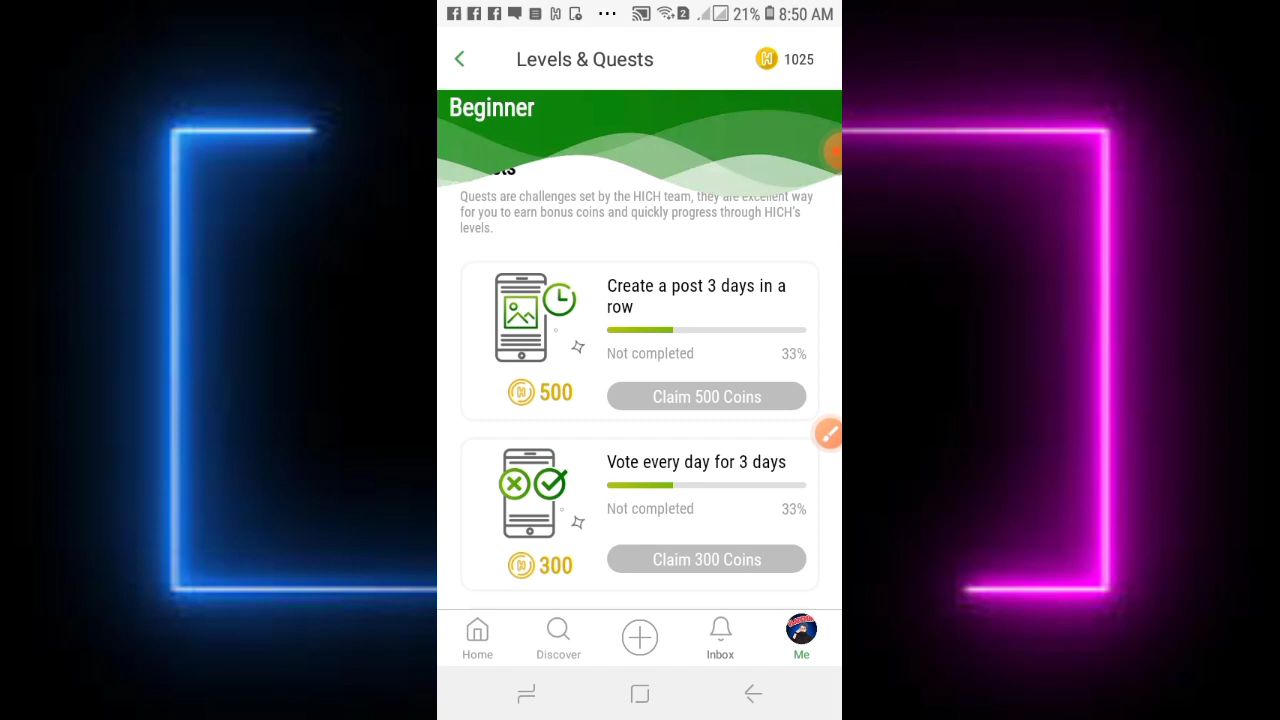 2 21% 8:50 AM
Levels & Quests
1025
Beginner
Quests are challenges set by the HICH team, they are excellent way
for you to earn bonus coins and quickly progress through HICH's
levels.
Create a post 3 days in a
row
Not completed 33%
500
Claim 500 Coins
Vote every day for 3 days
Not completed 33%
300
Claim 300 Coins
Home Discover Inbox Me